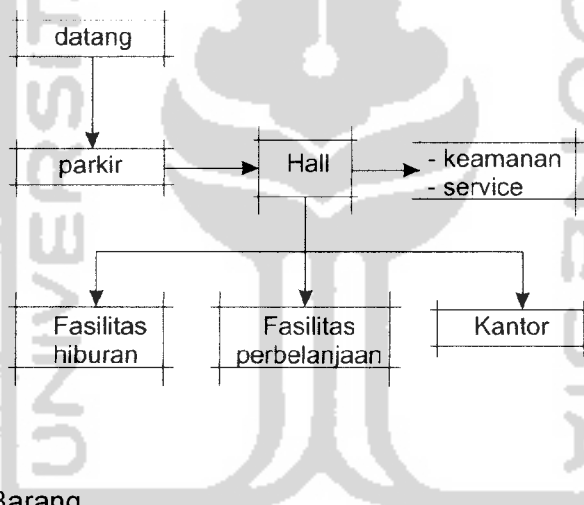 datang
parkir
Hall
- keamanan
- service
Fasilitas
hiburan
Fasilitas
perbelanjaan
Kantor
Barang